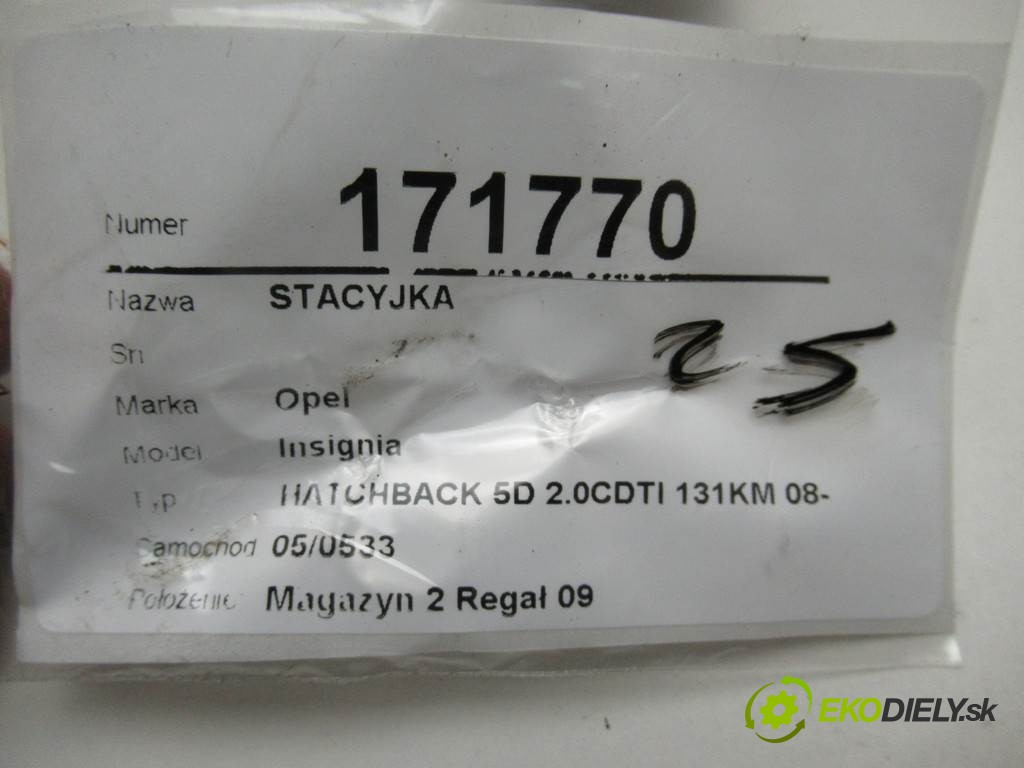 Numer 171770
Nazwa STACYJKA
Sn
25
Marka Opel
Model Insignia
Typ HATCHBACK 5D 2.0CDTI 131KM 08-
Samochod 05/0533
Położenie Magazyn 2 Regał 09
EKODIELY.sk